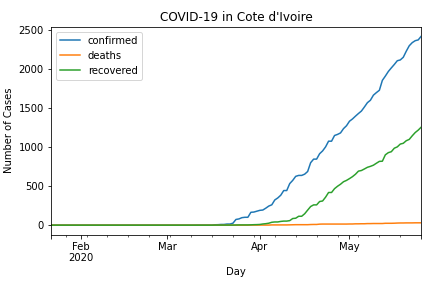 COVID-19 in Cote d'Ivoire
confirmed
deaths
recovered
Number of Cases
2500
2000
1500
1000
500
0
Feb
2020
Mar
Apr
May
Day